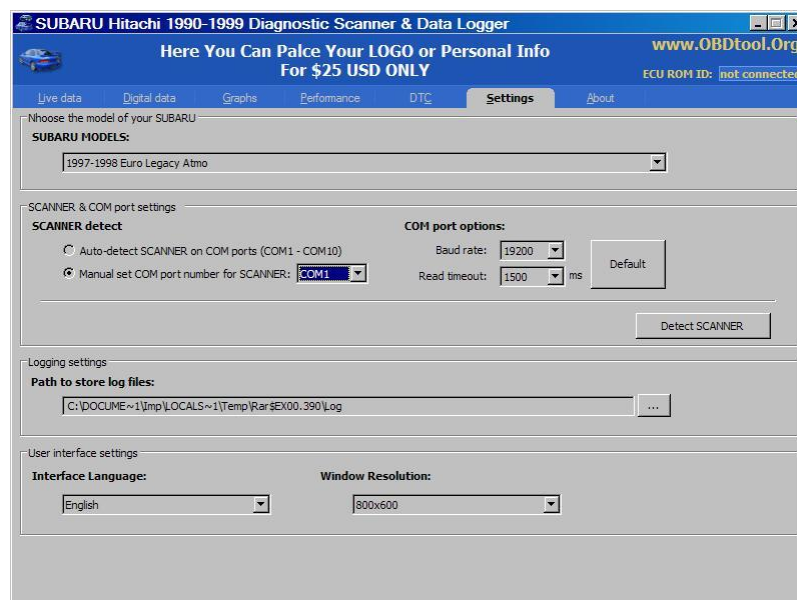 SUBARU Hitachi 1990-1999 Diagnostic Scanner & Data Logger
Here You Can Palce Your LOGO or Personal Info
For $25 USD ONLY
www.OBDtool.Org
ECU ROM ID: not connected
Live data Digital data Graphs Performance DTC Settings About
Nhoose the model of your SUBARU
SUBARU MODELS:
1997-1998 Euro Legacy Atmo
SCANNER & COM port settings
SCANNER detect
COM port options:
Auto-detect SCANNER on COM ports (COM1 - COM10)
Baud rate: 19200
Manual set COM port number for SCANNER: COM1
Read timeout: 1500 ms
Default
Detect SCANNER
Logging settings
Path to store log files:
C:\DOCUME~1\Imp\LOCALS~1\Temp\Rar$EX00.390\Log
...
User interface settings
Interface Language:
Window Resolution:
English
800x600